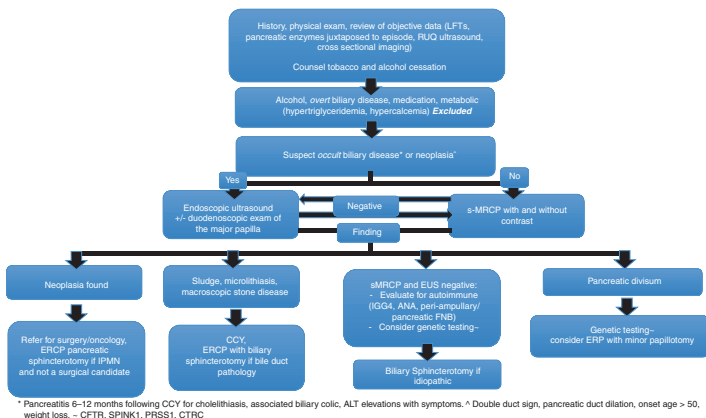 History, physical exam, review of objective data (LFTs,
pancreatic enzymes juxtaposed to episode, RUQ ultrasound,
cross sectional imaging)
Counsel tobacco and alcohol cessation
Alcohol, overt biliary disease, medication, metabolic
(hypertriglyceridemia, hypercalcemia) Excluded
Suspect occult biliary disease* or neoplasia^
Yes
No
Endoscopic ultrasound
+/- duodenoscopic exam of
the major papilla
Negative
Finding
s-MRCP with and without
contrast
Neoplasia found
Sludge, microlithiasis,
macroscopic stone disease
sMRCP and EUS negative:
- Evaluate for autoimmune
(IGG4, ANA, peri-ampullary/
pancreatic FNB)
- Consider genetic testing~
Pancreatic divisum
Refer for surgery/oncology,
ERCP pancreatic
sphincterotomy if IPMN
and not a surgical candidate
CCY,
ERCP with biliary
sphincterotomy if bile duct
pathology
Biliary Sphincterotomy if
idiopathic
Genetic testing~
consider ERP with minor papillotomy
* Pancreatitis 6–12 months following CCY for cholelithiasis, associated biliary colic, ALT elevations with symptoms. ^ Double duct sign, pancreatic duct dilation, onset age > 50,
weight loss. ~ CFTR, SPINK1, PRSS1, CTRC